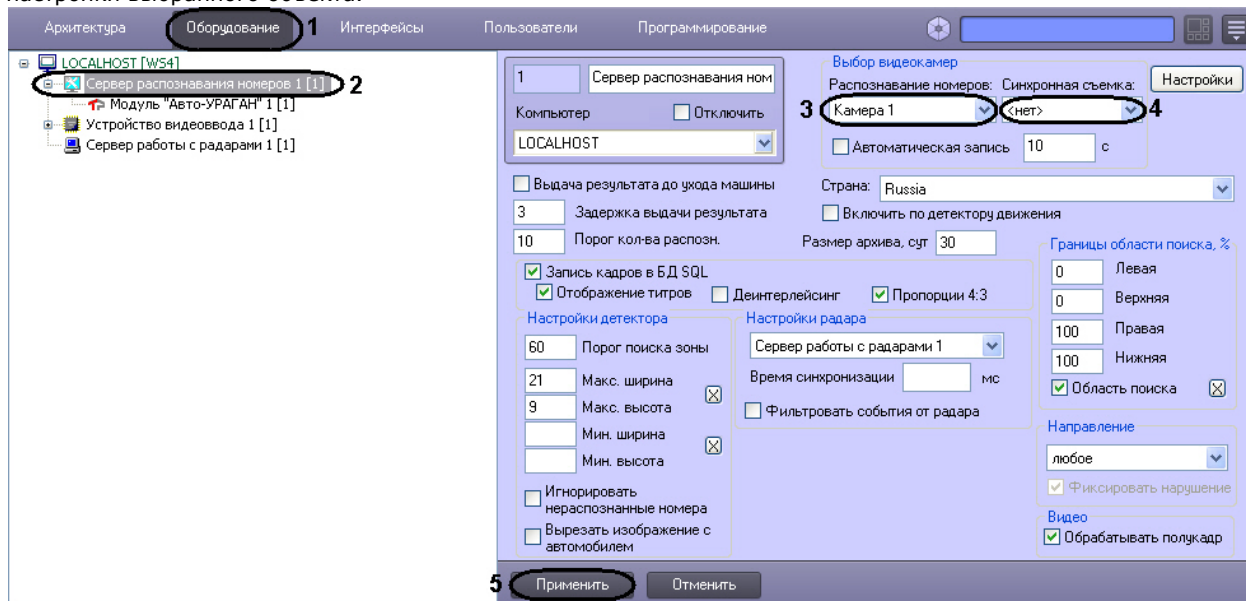 настройки выбранного объекта.
Архитектура Оборудование 1 Интерфейсы Пользователи Программирование
LOCALHOST [WS4]
Сервер распознавания номеров 1 [1] 2
Модуль "Авто-УРАГАН" 1 [1]
Устройство видеоввода 1 [1]
Сервер работы с радарами 1 [1]
1 Сервер распознавания ном
Компьютер Отключить
LOCALHOST
Выбор видеокамер
Распознавание номеров: Синхронная съемка: Настройки
3 Камера 1 <нет> 4
Автоматическая запись 10 с
Выдача результата до ухода машины
3 Задержка выдачи результата
10 Порог кол-ва распозн.
Страна: Russia
Включить по детектору движения
Размер архива, сут 30
Запись кадров в БД SQL
Отображение титров Деинтерлейсинг Пропорции 4:3
Границы области поиска, %
0 Левая
0 Верхняя
100 Правая
100 Нижняя
Область поиска X
Настройки детектора
60 Порог поиска зоны
21 Макс. ширина
9 Макс. высота
X
Мин. ширина
Мин. высота
X
Игнорировать
нераспознанные номера
Вырезать изображение с
автомобилем
Настройки радара
Сервер работы с радарами 1
Время синхронизации мс
Фильтровать события от радара
Направление
любое
Фиксировать нарушение
Видео
Обрабатывать полукадр
5 Применить Отменить